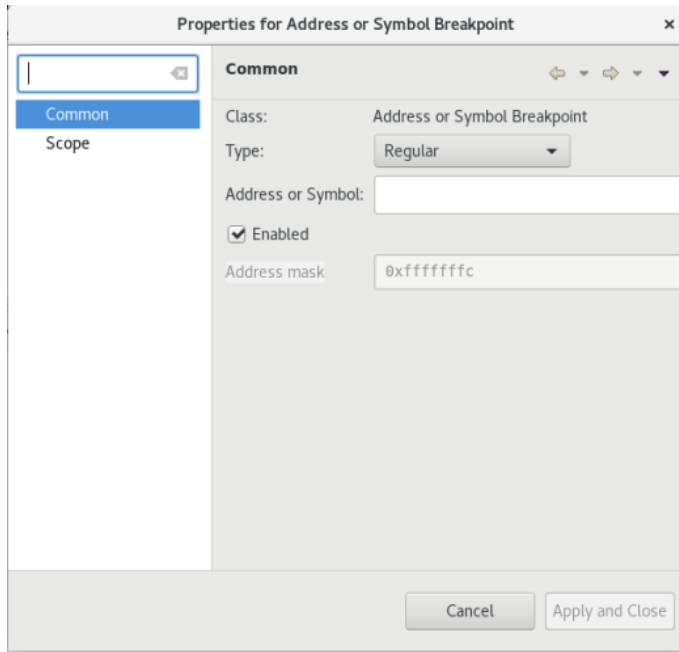 Properties for Address or Symbol Breakpoint ×
Common
Scope
Common
Class: Address or Symbol Breakpoint
Type: Regular
Address or Symbol:
Enabled
Address mask 0xfffffffc
Cancel Apply and Close